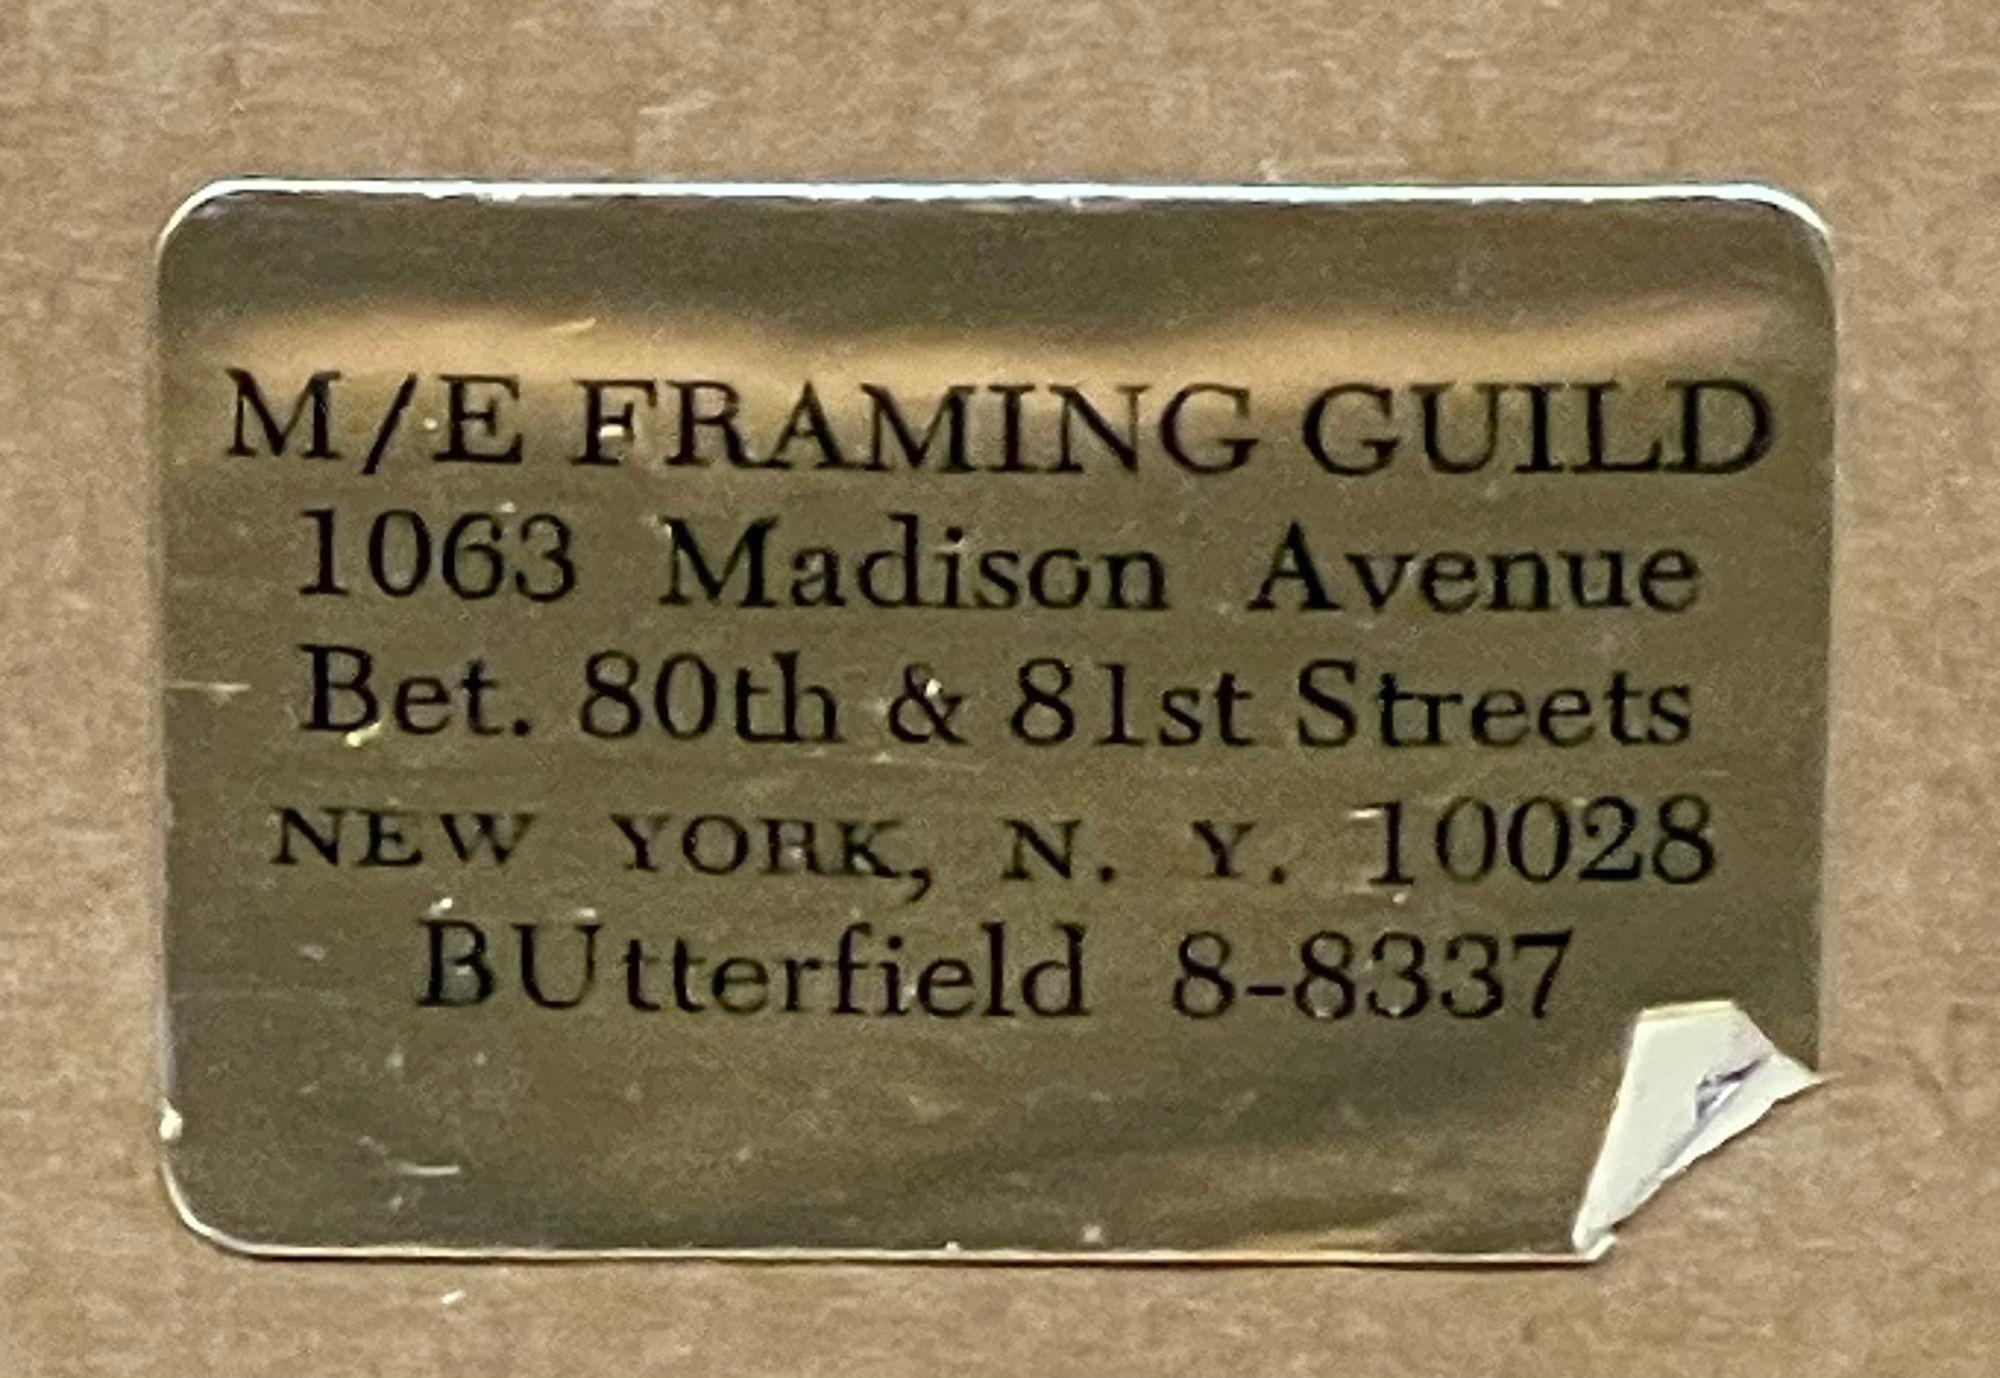 M/E FRAMING GUILD
1063 Madison Avenue
Bet. 80th & 81st Streets
NEW YORK, N. Y. 10028
BUtterfield 8-8337